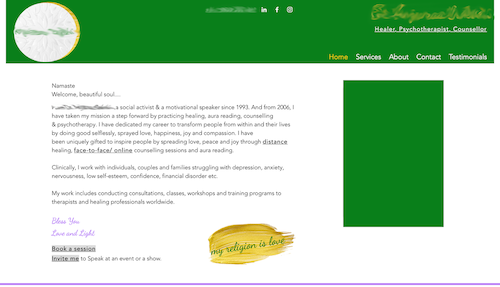 Healer, Psychotherapist, Counsellor
Home Services About Contact Testimonials
Namaste
Welcome, beautiful soul...
a social activist & a motivational speaker since 1993. And from 2006, I
have taken my mission a step forward by practicing healing, aura reading, counselling
& psychotherapy. I have dedicated my career to transform people from within and their lives
by doing good selflessly, sprayed love, happiness, joy and compassion. I have
been uniquely gifted to inspire people by spreading love, peace and joy through distance
healing, face-to-face/ online counselling sessions and aura reading.
Clinically, I work with individuals, couples and families struggling with depression, anxiety,
nervousness, low self-esteem, confidence, financial disorder etc.
My work includes conducting consultations, classes, workshops and training programs to
therapists and healing professionals worldwide.
Bless You
Love and Light
my religion is love
Book a session
Invite me to Speak at an event or a show.